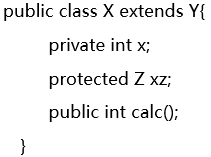 public class X extends Y{
private int x;
protected Z xz;
public int calc();
}